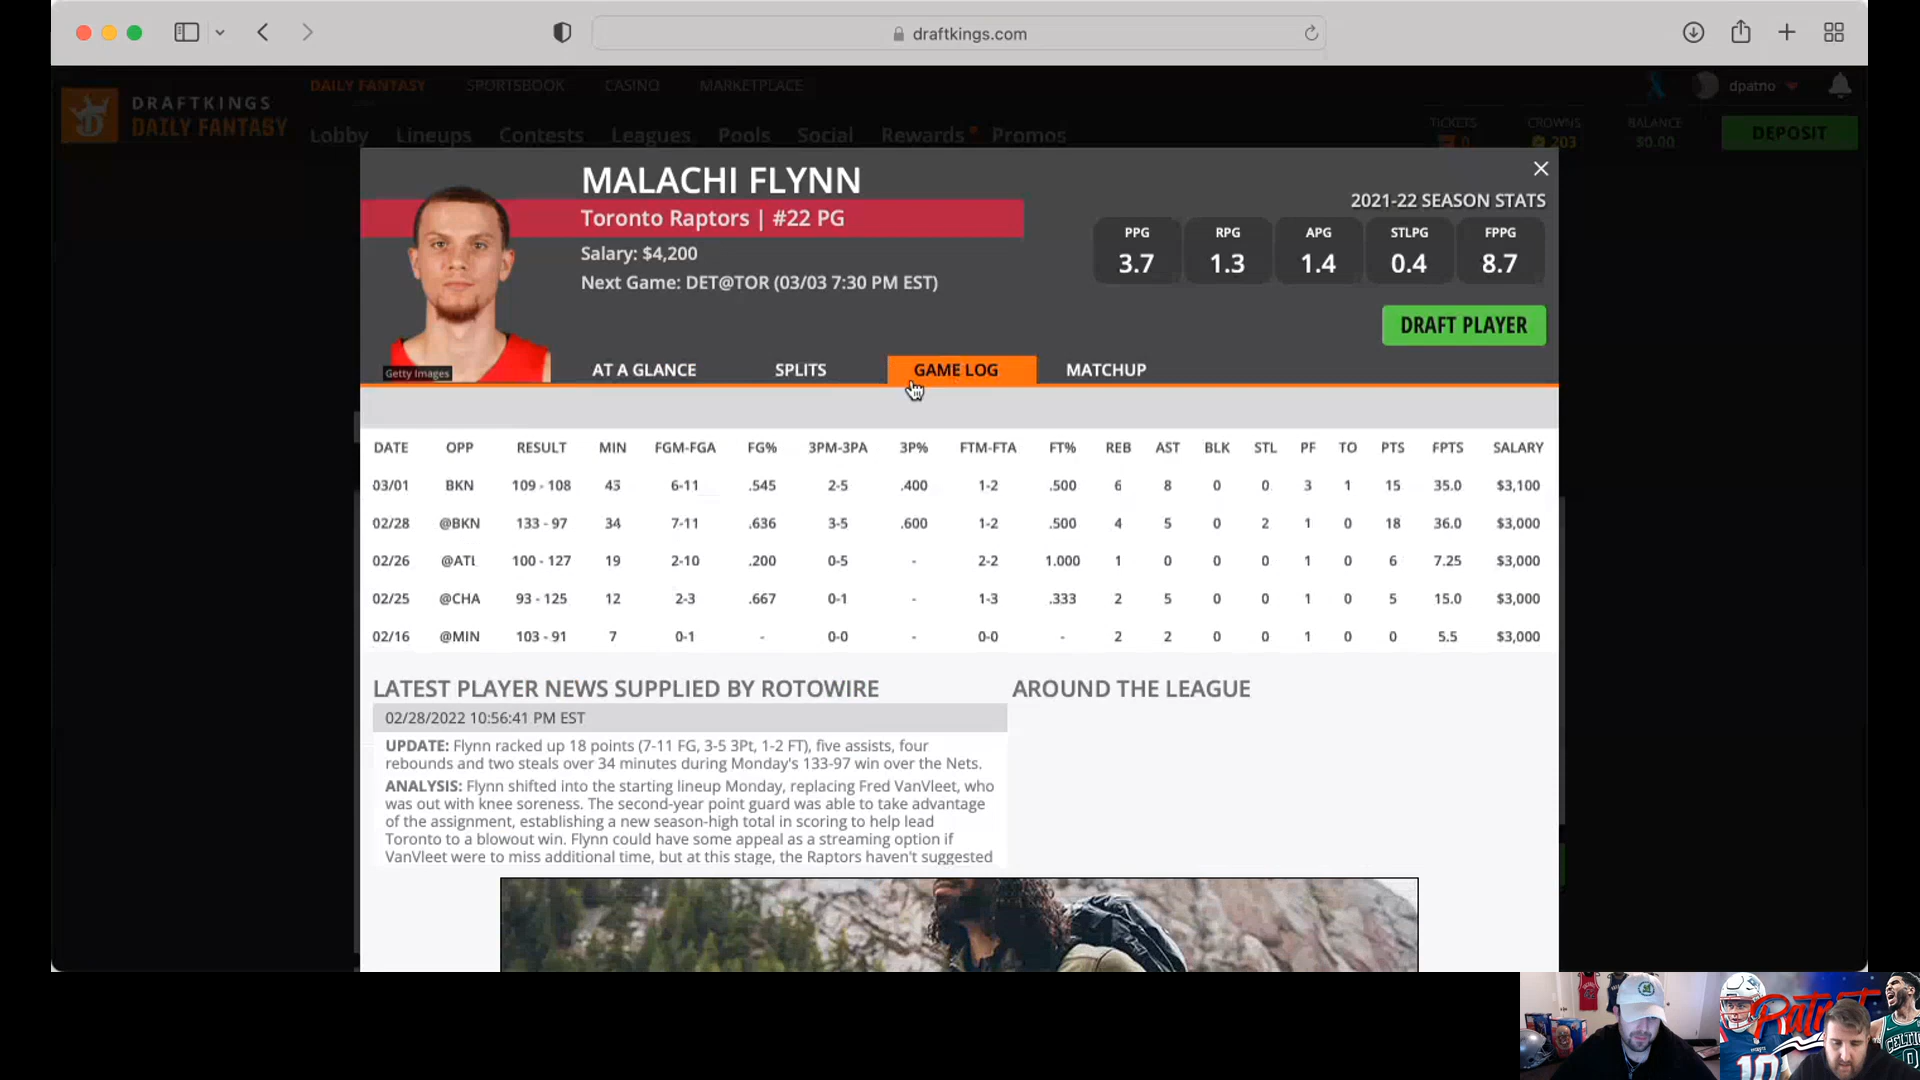 draftkings.com
DRAFTKINGS
DAILY FANTASY
DAILY FANTASY SPORTSBOOK CASINO MARKETPLACE
dpatno
Lobby Lineups Contests Leagues Pools Social Rewards Promos
TICKETS CROWNS BALANCE
0 203 $0.00
DEPOSIT
MALACHI FLYNN
Toronto Raptors | #22 PG
Salary: $4,200
Next Game: DET@TOR (03/03 7:30 PM EST)
Getty Images
2021-22 SEASON STATS
PPG RPG APG STLPG FPPG
3.7 1.3 1.4 0.4 8.7
DRAFT PLAYER
AT A GLANCE SPLITS GAME LOG MATCHUP
DATE OPP RESULT MIN FGM-FGA FG% 3PM-3PA 3P% FTM-FTA FT% REB AST BLK STL PF TO PTS FPTS SALARY
03/01 BKN 109 - 108 43 6-11 .545 2-5 .400 1-2 .500 6 8 0 0 3 1 15 35.0 $3,100
02/28 @BKN 133 - 97 34 7-11 .636 3-5 .600 1-2 .500 4 5 0 2 1 0 18 36.0 $3,000
02/26 @ATL 100 - 127 19 2-10 .200 0-5 - 2-2 1.000 1 0 0 0 1 0 6 7.25 $3,000
02/25 @CHA 93 - 125 12 2-3 .667 0-1 - 1-3 .333 2 5 0 0 1 0 5 15.0 $3,000
02/16 @MIN 103 - 91 7 0-1 - 0-0 - 0-0 - 2 2 0 0 1 0 0 5.5 $3,000
LATEST PLAYER NEWS SUPPLIED BY ROTOWIRE
AROUND THE LEAGUE
02/28/2022 10:56:41 PM EST
UPDATE: Flynn racked up 18 points (7-11 FG, 3-5 3Pt, 1-2 FT), five assists, four
rebounds and two steals over 34 minutes during Monday's 133-97 win over the Nets.
ANALYSIS: Flynn shifted into the starting lineup Monday, replacing Fred VanVleet, who
was out with knee soreness. The second-year point guard was able to take advantage
of the assignment, establishing a new season-high total in scoring to help lead
Toronto to a blowout win. Flynn could have some appeal as a streaming option if
VanVleet were to miss additional time, but at this stage, the Raptors haven't suggested
CELTIC
10
0